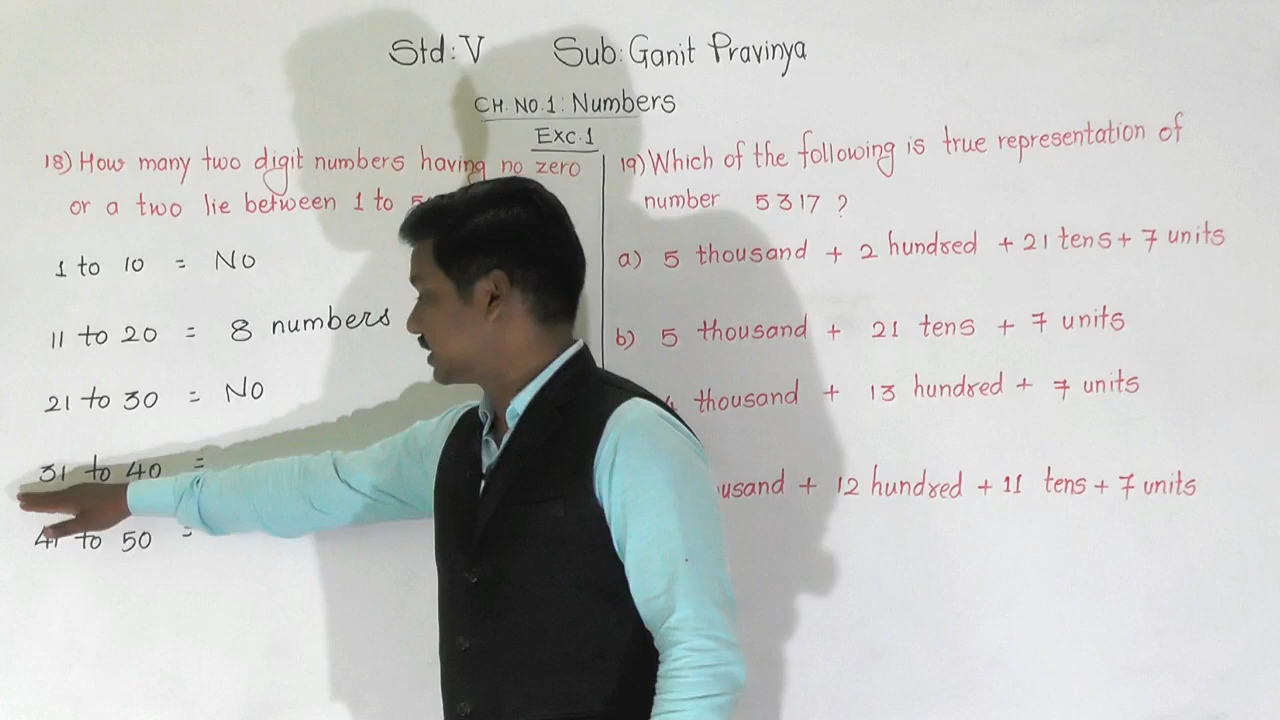 Std: V Sub: Ganit Pravinya
CH. NO. 1: Numbers
Exc. 1
18) How many two digit numbers having no zero
or a two lie between 1 to
1 to 10 = No
11 to 20 = 8 numbers
21 to 30 = No
31 to 40 =
41 to 50 =
19) Which of the following is true representation of
number 5317 ?
a) 5 thousand + 2 hundred + 21 tens + 7 units
b) 5 thousand + 21 tens + 7 units
thousand + 13 hundred + 7 units
+ 12 hundred + 11 tens + 7 units